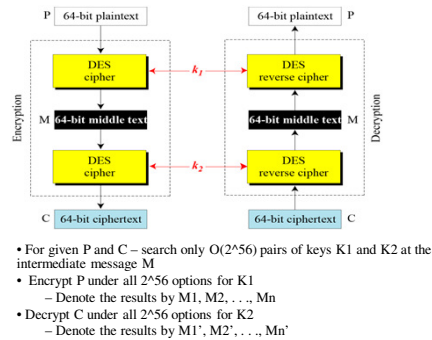 P 64-bit plaintext 64-bit plaintext P
DES cipher k1 DES reverse cipher
Encryption M 64-bit middle text 64-bit middle text M Decryption
DES cipher k2 DES reverse cipher
C 64-bit ciphertext 64-bit ciphertext C
• For given P and C – search only O(2^56) pairs of keys K1 and K2 at the
intermediate message M
• Encrypt P under all 2^56 options for K1
– Denote the results by M1, M2, . . ., Mn
• Decrypt C under all 2^56 options for K2
– Denote the results by M1’, M2’, . . ., Mn’